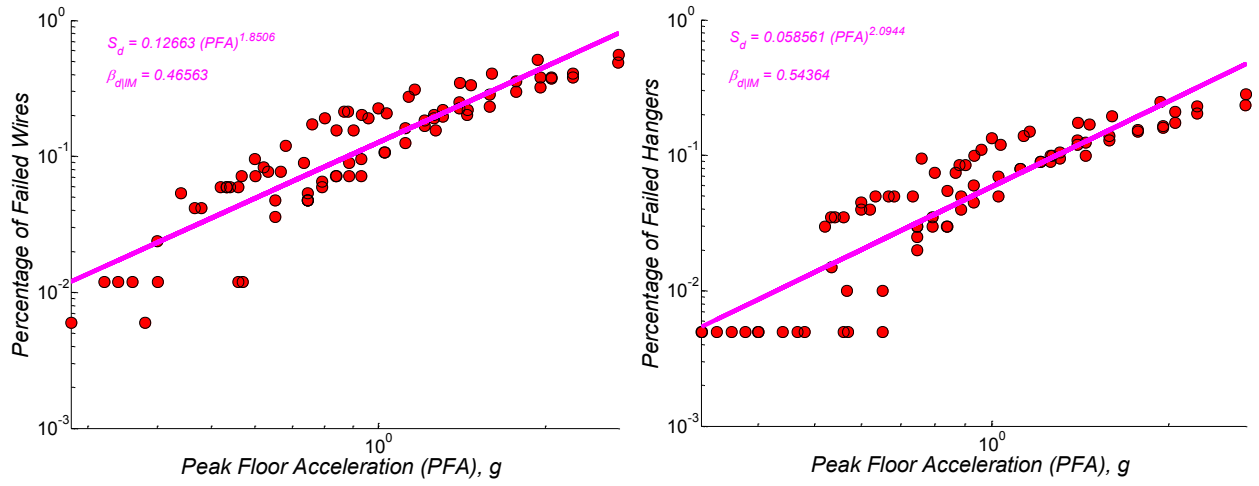 S_d = 0.12663 (PFA)^1.8506
β_d|IM = 0.46563
Percentage of Failed Wires
10^0
10^-1
10^-2
10^-3
10^0
Peak Floor Acceleration (PFA), g
S_d = 0.058561 (PFA)^2.0944
β_d|IM = 0.54364
Percentage of Failed Hangers
10^0
10^-1
10^-2
10^-3
10^0
Peak Floor Acceleration (PFA), g